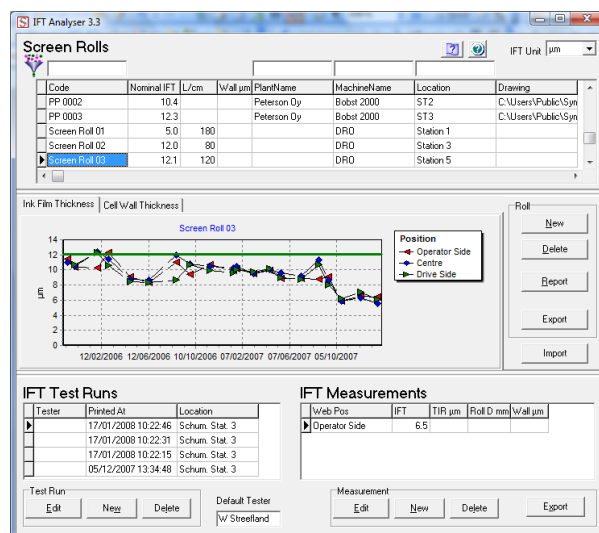 IFT Analyser 3.3
Screen Rolls
IFT Unit µm
Code Nominal IFT L/cm Wall µm PlantName MachineName Location Drawing
PP 0002 10.4 Peterson Oy Bobst 2000 ST2 C:\Users\Public\Syn
PP 0003 12.3 Peterson Oy Bobst 2000 ST3 C:\Users\Public\Syn
Screen Roll 01 5.0 180 DRO Station 1
Screen Roll 02 12.0 80 DRO Station 3
Screen Roll 03 12.1 120 DRO Station 5
Ink Film Thickness Cell Wall Thickness
Roll
New
Delete
Report
Export
Import
Screen Roll 03
14
12
10
8
6
4
2
0
µm
12/02/2006 12/06/2006 10/10/2006 07/02/2007 07/06/2007 05/10/2007
Position
Operator Side
Centre
Drive Side
IFT Test Runs
Tester Printed At Location
17/01/2008 10:22:46 Schum. Stat. 3
17/01/2008 10:22:31 Schum. Stat. 3
17/01/2008 10:22:15 Schum. Stat. 3
05/12/2007 13:34:48 Schum. Stat. 3
Test Run
Edit New Delete
Default Tester
W Streefland
IFT Measurements
Web Pos IFT TIR µm Roll D mm Wall µm
Operator Side 6.5
Measurement
Edit New Delete
Export